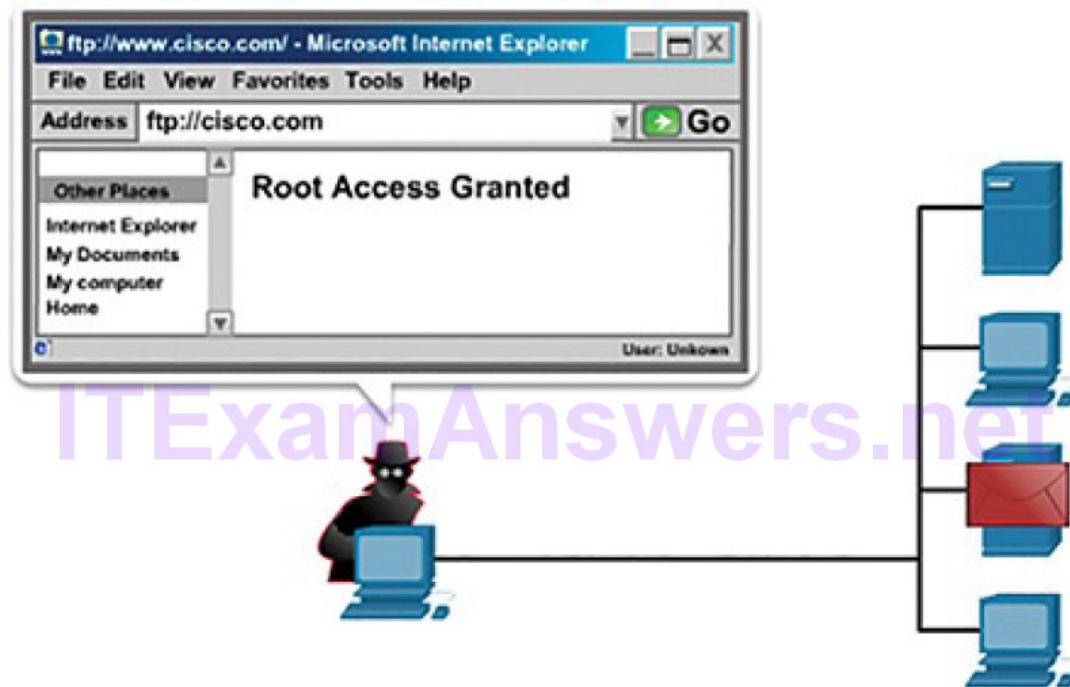 ftp://www.cisco.com/ - Microsoft Internet Explorer
File Edit View Favorites Tools Help
Address ftp://cisco.com Go
Other Places
Internet Explorer
My Documents
My computer
Home
Root Access Granted
e
User: Unkown
ITExamAnswers.net